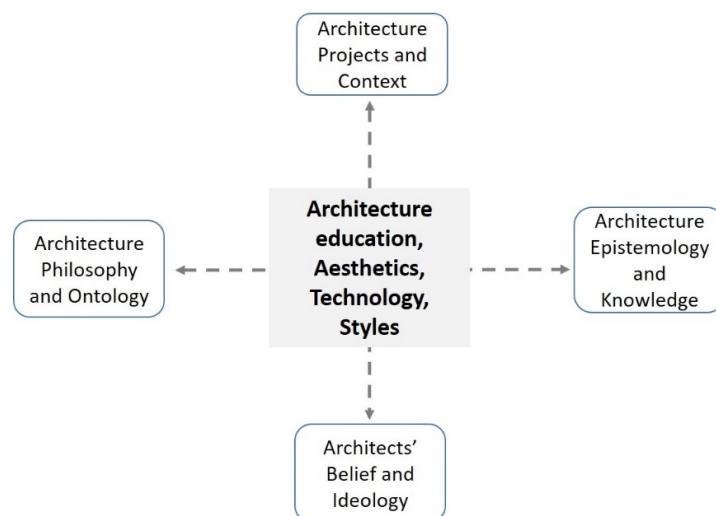 Architecture
Projects and
Context
Architecture
education,
Aesthetics,
Technology,
Styles
Architecture
Philosophy
and Ontology
Architecture
Epistemology
and
Knowledge
Architects’
Belief and
Ideology